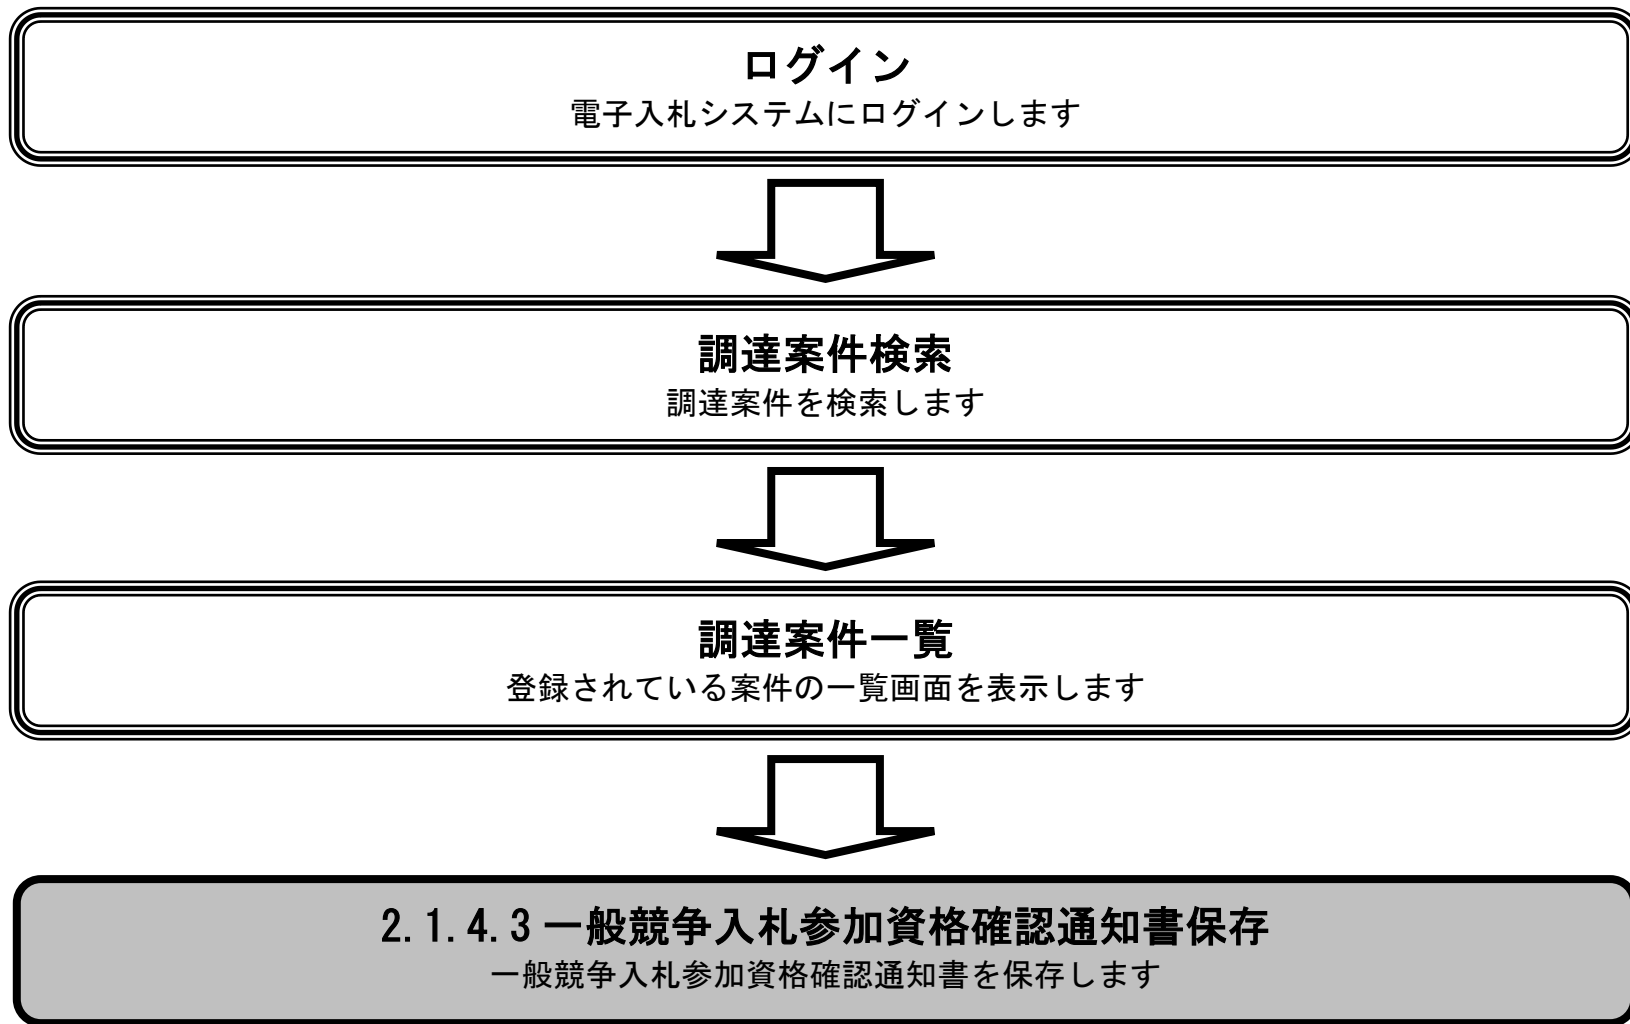 ログイン
電子入札システムにログインします
調達案件検索
調達案件を検索します
調達案件一覧
登録されている案件の一覧画面を表示します
2.1.4.3 一般競争入札参加資格確認通知書保存
一般競争入札参加資格確認通知書を保存します